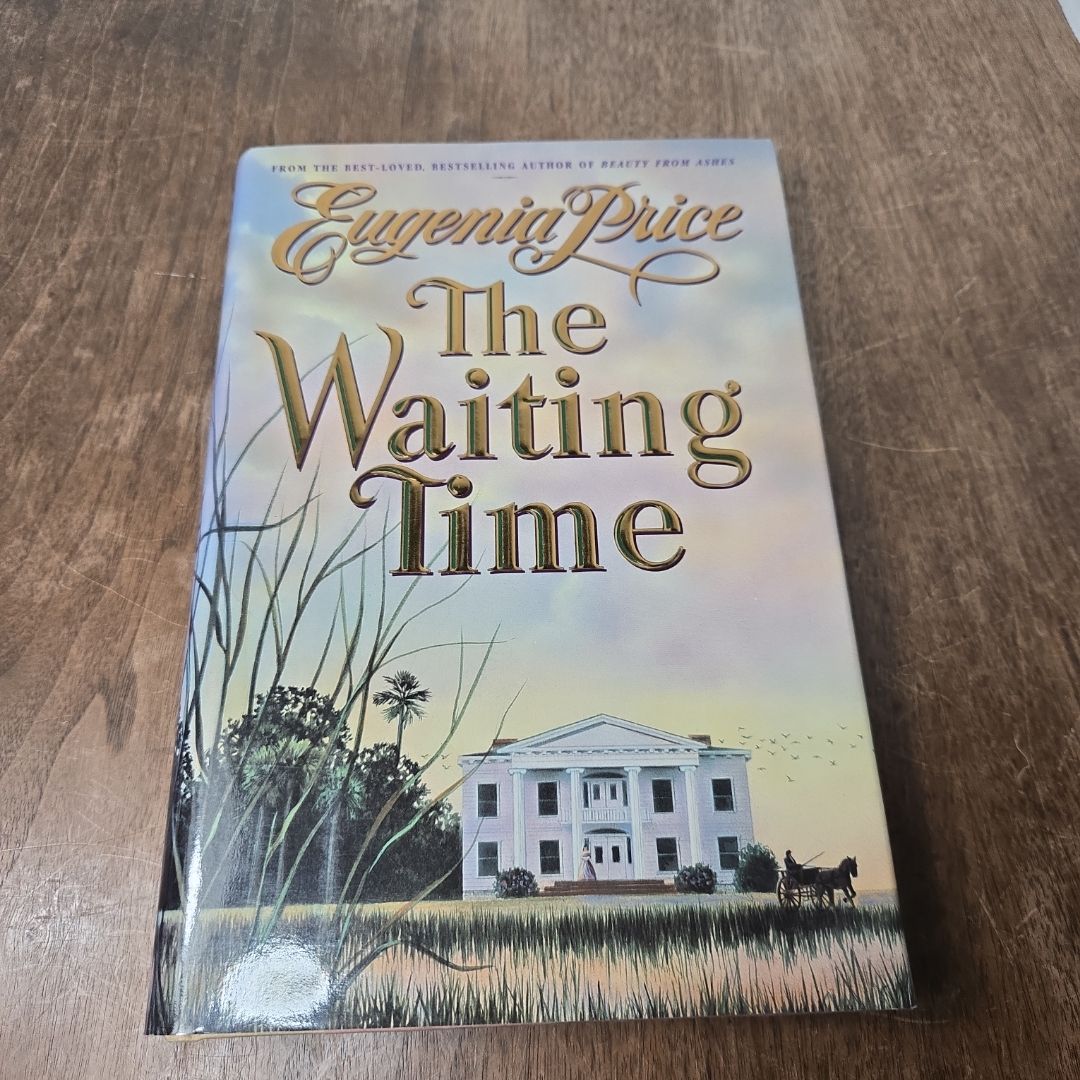 FROM THE BEST-LOVED, BESTSELLING AUTHOR OF BEAUTY FROM ASHES
Eugenia Price
The
Waiting
Time